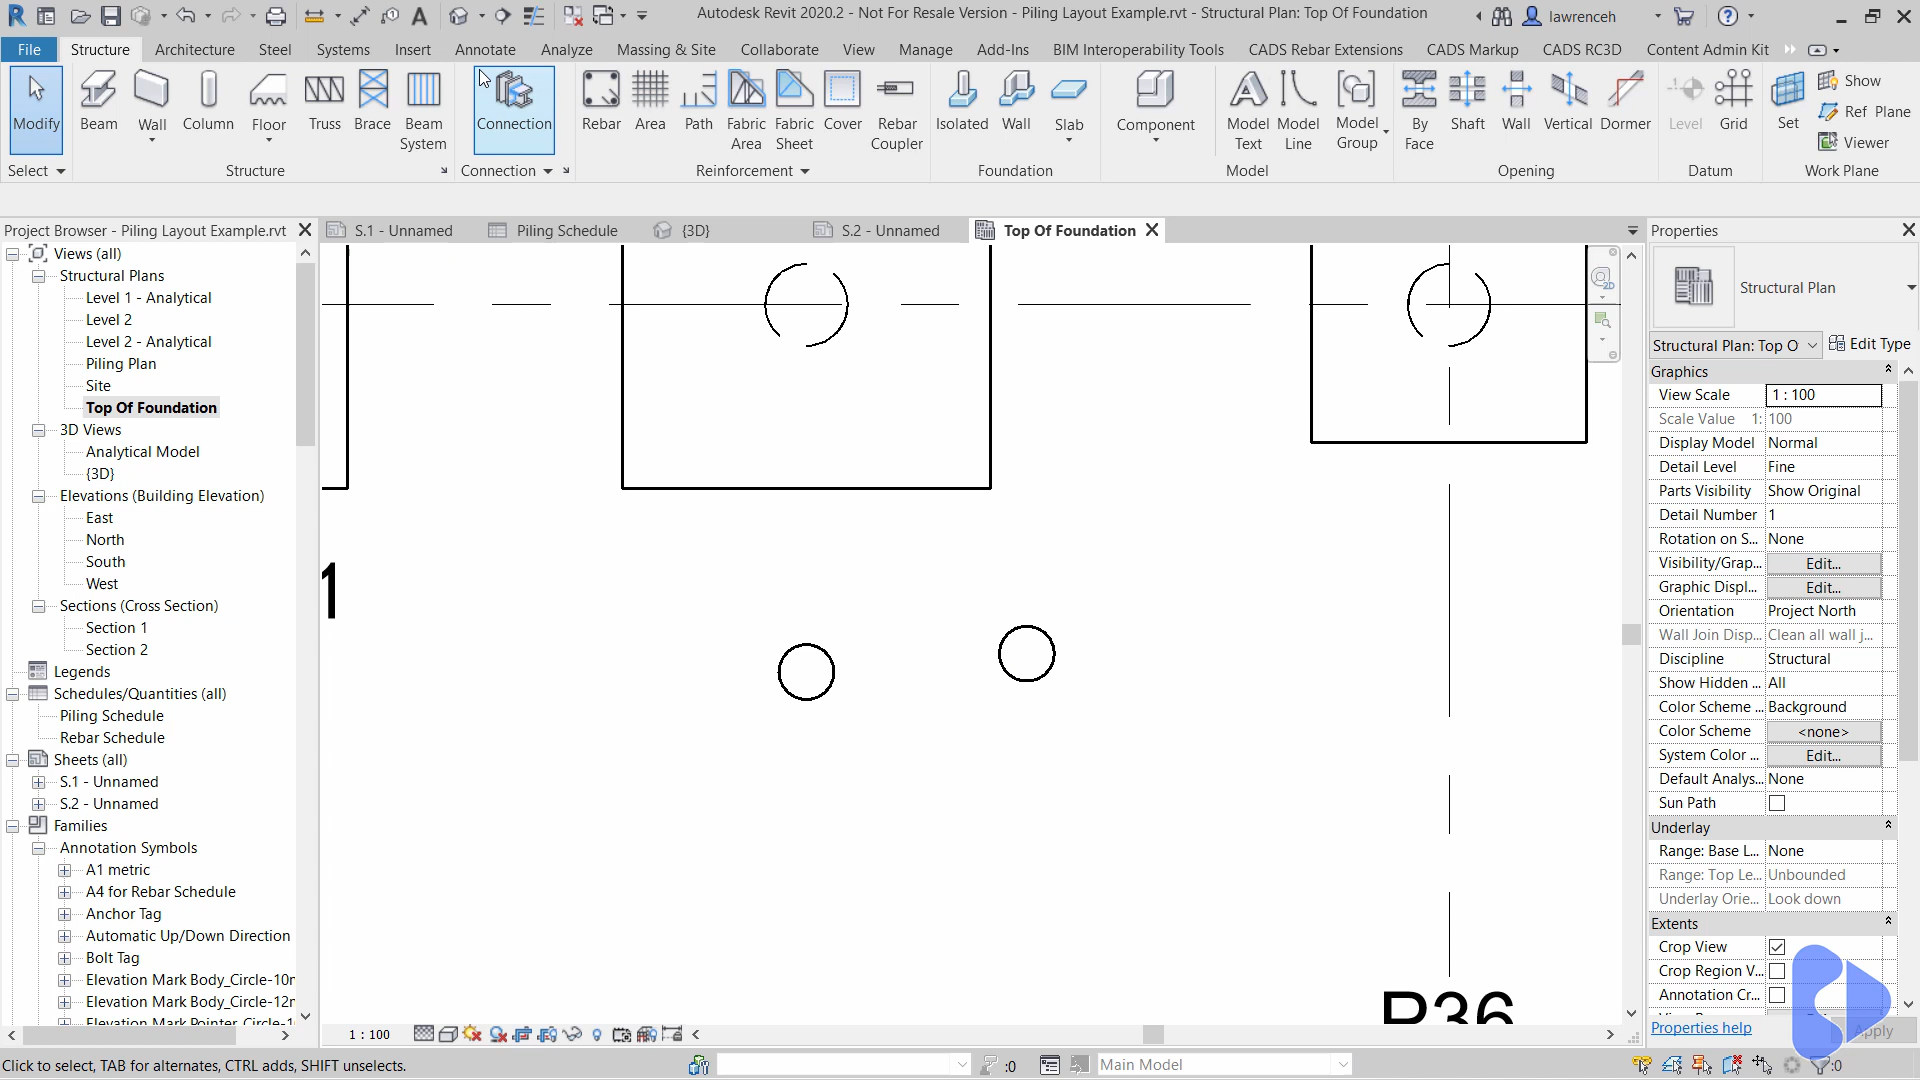 Autodesk Revit 2020.2 - Not For Resale Version - Piling Layout Example.rvt - Structural Plan: Top Of Foundation
lawrenceh
File Structure Architecture Steel Systems Insert Annotate Analyze Massing & Site Collaborate View Manage Add-Ins BIM Interoperability Tools CADS Rebar Extensions CADS Markup CADS RC3D Content Admin Kit
Modify Beam Wall Column Floor Truss Brace Beam System Connection Rebar Area Path Fabric Area Fabric Sheet Cover Rebar Coupler Isolated Wall Slab Component Model Text Model Line Model Group By Face Shaft Wall Vertical Dormer Level Grid Set Show Ref Plane Viewer
Select Structure Connection Reinforcement Foundation Model Opening Datum Work Plane
Project Browser - Piling Layout Example.rvt
S.1 - Unnamed Piling Schedule {3D} S.2 - Unnamed Top Of Foundation
Properties
Views (all)
Structural Plans
Level 1 - Analytical
Level 2
Level 2 - Analytical
Piling Plan
Site
Top Of Foundation
3D Views
Analytical Model
{3D}
Elevations (Building Elevation)
East
North
South
West
Sections (Cross Section)
Section 1
Section 2
Legends
Schedules/Quantities (all)
Piling Schedule
Rebar Schedule
Sheets (all)
S.1 - Unnamed
S.2 - Unnamed
Families
Annotation Symbols
A1 metric
A4 for Rebar Schedule
Anchor Tag
Automatic Up/Down Direction
Bolt Tag
Elevation Mark Body_Circle-10
Elevation Mark Body_Circle-12
Elevation Mark Pointer_Circle-1
1
2D
Structural Plan
Structural Plan: Top O Edit Type
Graphics
View Scale 1 : 100
Scale Value 1: 100
Display Model Normal
Detail Level Fine
Parts Visibility Show Original
Detail Number 1
Rotation on S... None
Visibility/Grap... Edit...
Graphic Displ... Edit...
Orientation Project North
Wall Join Disp... Clean all wall j...
Discipline Structural
Show Hidden ... All
Color Scheme ... Background
Color Scheme <none>
System Color ... Edit...
Default Analys... None
Sun Path
Underlay
Range: Base L... None
Range: Top Le... Unbounded
Underlay Orie... Look down
Extents
Crop View
Crop Region V...
Annotation Cr...
Properties help
1 : 100
Click to select, TAB for alternates, CTRL adds, SHIFT unselects.
:0
Main Model
:0